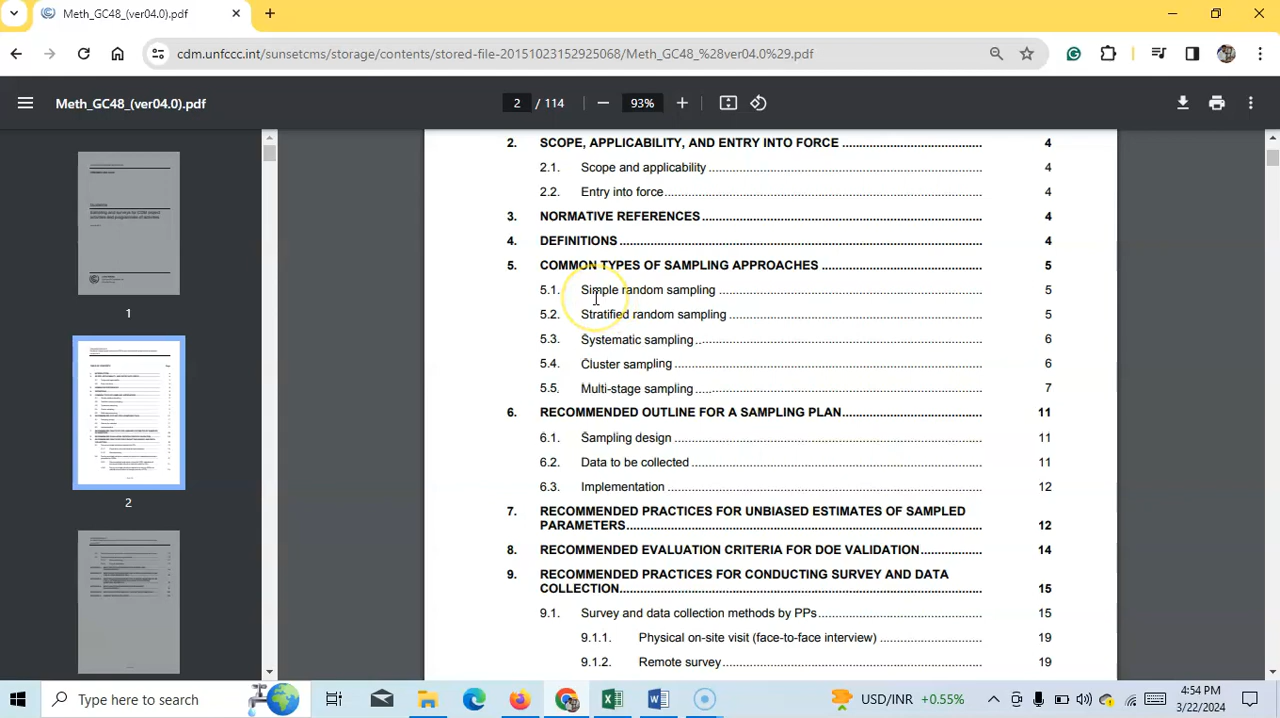 Meth_GC48_(ver04.0).pdf
cdm.unfccc.int/sunsetcms/storage/contents/stored-file-20151023152925068/Meth_GC48_%28ver04.0%29.pdf
Meth_GC48_(ver04.0).pdf
2 / 114
93%
1
2
2. SCOPE, APPLICABILITY, AND ENTRY INTO FORCE 4
2.1. Scope and applicability 4
2.2. Entry into force 4
3. NORMATIVE REFERENCES 4
4. DEFINITIONS 4
5. COMMON TYPES OF SAMPLING APPROACHES 5
5.1. Simple random sampling 5
5.2. Stratified random sampling 5
5.3. Systematic sampling 6
5.4. Cluster sampling 6
5.5. Multi-stage sampling 7
6. RECOMMENDED OUTLINE FOR A SAMPLING PLAN 11
6.1. Sampling design 11
6.2. Data to be collected 11
6.3. Implementation 12
7. RECOMMENDED PRACTICES FOR UNBIASED ESTIMATES OF SAMPLED
PARAMETERS 12
8. RECOMMENDED EVALUATION CRITERIA FOR DOE VALIDATION 14
9. RECOMMENDED PRACTICES FOR CONDUCTING SURVEY AND DATA
COLLECTION 15
9.1. Survey and data collection methods by PPs 15
9.1.1. Physical on-site visit (face-to-face interview) 19
9.1.2. Remote survey 19
Type here to search
USD/INR +0.55%
4:54 PM
3/22/2024